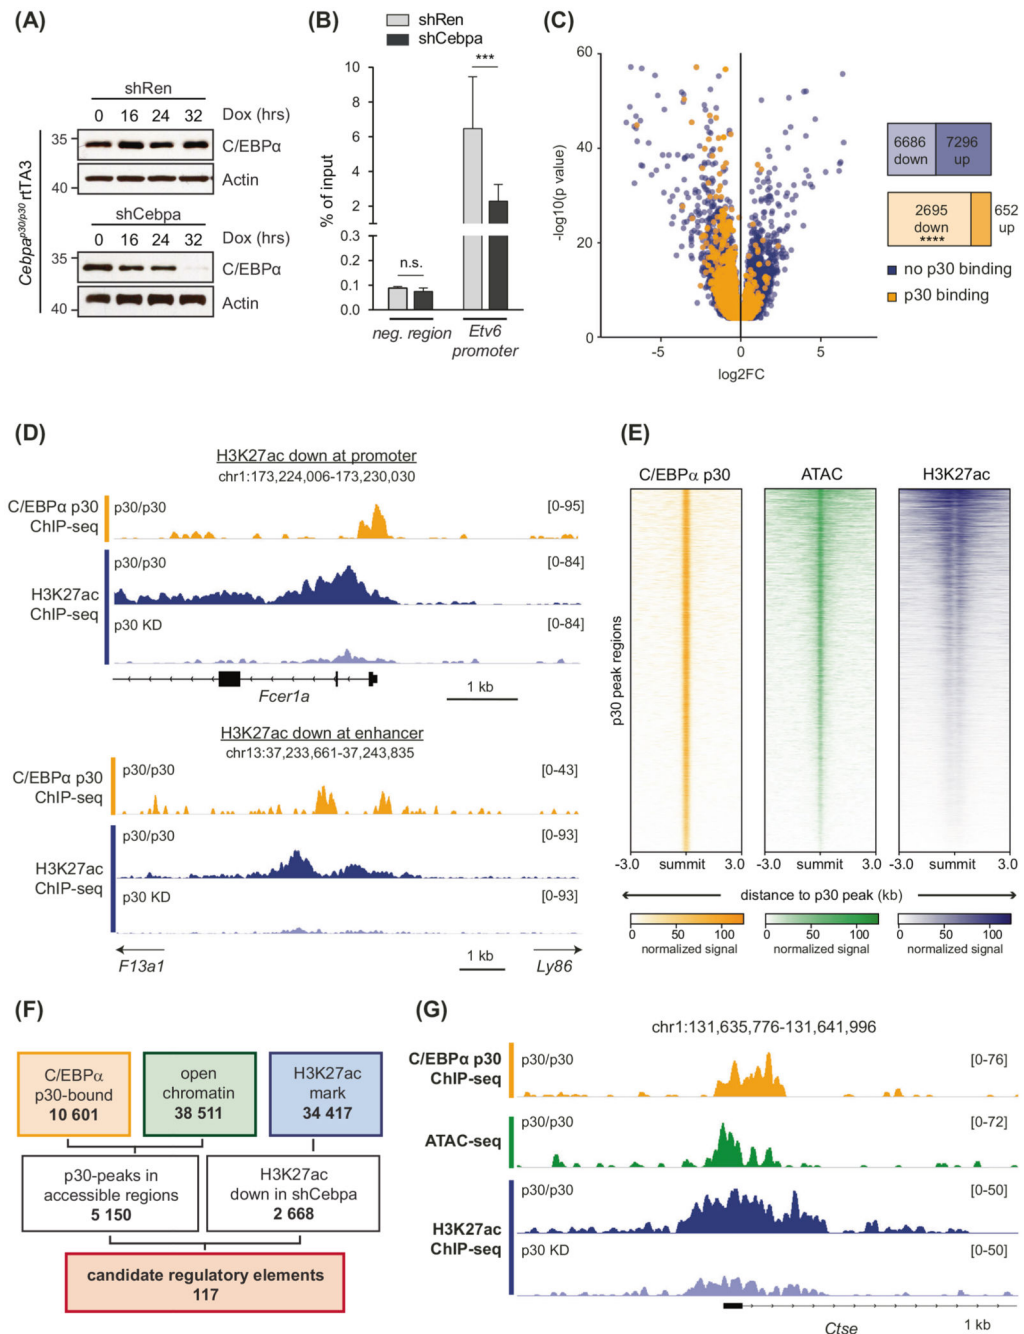 (A)
shRen
0 16 24 32 Dox (hrs)
35
C/EBPα
40
Actin
shCebpa
0 16 24 32 Dox (hrs)
35
C/EBPα
40
Actin
Cebpa p30/p30 rtTA3
(B)
shRen
shCebpa
% of input
10
8
6
4
2
0.3
0.2
0.1
0.0
***
n.s.
neg. region
Etv6
promoter
(C)
60
40
20
0
-log10(p value)
-5 0 5
log2FC
6686
down
7296
up
2695
down
****
652
up
no p30 binding
p30 binding
(D)
H3K27ac down at promoter
chr1:173,224,006-173,230,030
C/EBPα p30
ChIP-seq
p30/p30
[0-95]
H3K27ac
ChIP-seq
p30/p30
[0-84]
p30 KD
[0-84]
Fcer1a
1 kb
H3K27ac down at enhancer
chr13:37,233,661-37,243,835
C/EBPα p30
ChIP-seq
p30/p30
[0-43]
H3K27ac
ChIP-seq
p30/p30
[0-93]
p30 KD
[0-93]
F13a1
1 kb
Ly86
(E)
C/EBPα p30
ATAC
H3K27ac
p30 peak regions
-3.0 summit 3.0
-3.0 summit 3.0
-3.0 summit 3.0
distance to p30 peak (kb)
0 50 100
normalized signal
0 50 100
normalized signal
0 50 100
normalized signal
(F)
C/EBPα
p30-bound
10 601
open
chromatin
38 511
H3K27ac
mark
34 417
p30-peaks in
accessible regions
5 150
H3K27ac
down in shCebpa
2 668
candidate regulatory elements
117
(G)
chr1:131,635,776-131,641,996
C/EBPα p30
ChIP-seq
p30/p30
[0-76]
ATAC-seq
p30/p30
[0-72]
H3K27ac
ChIP-seq
p30/p30
[0-50]
p30 KD
[0-50]
Ctse
1 kb